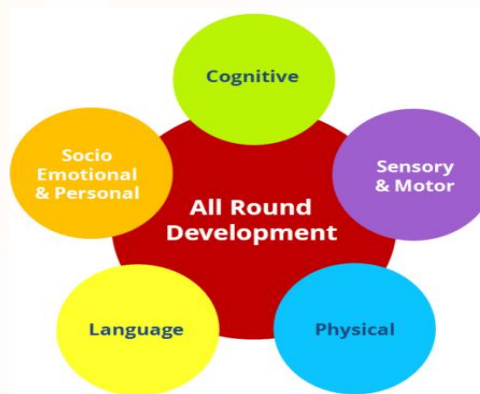 Cognitive
Socio
Emotional
& Personal
Sensory
& Motor
All Round
Development
Language
Physical